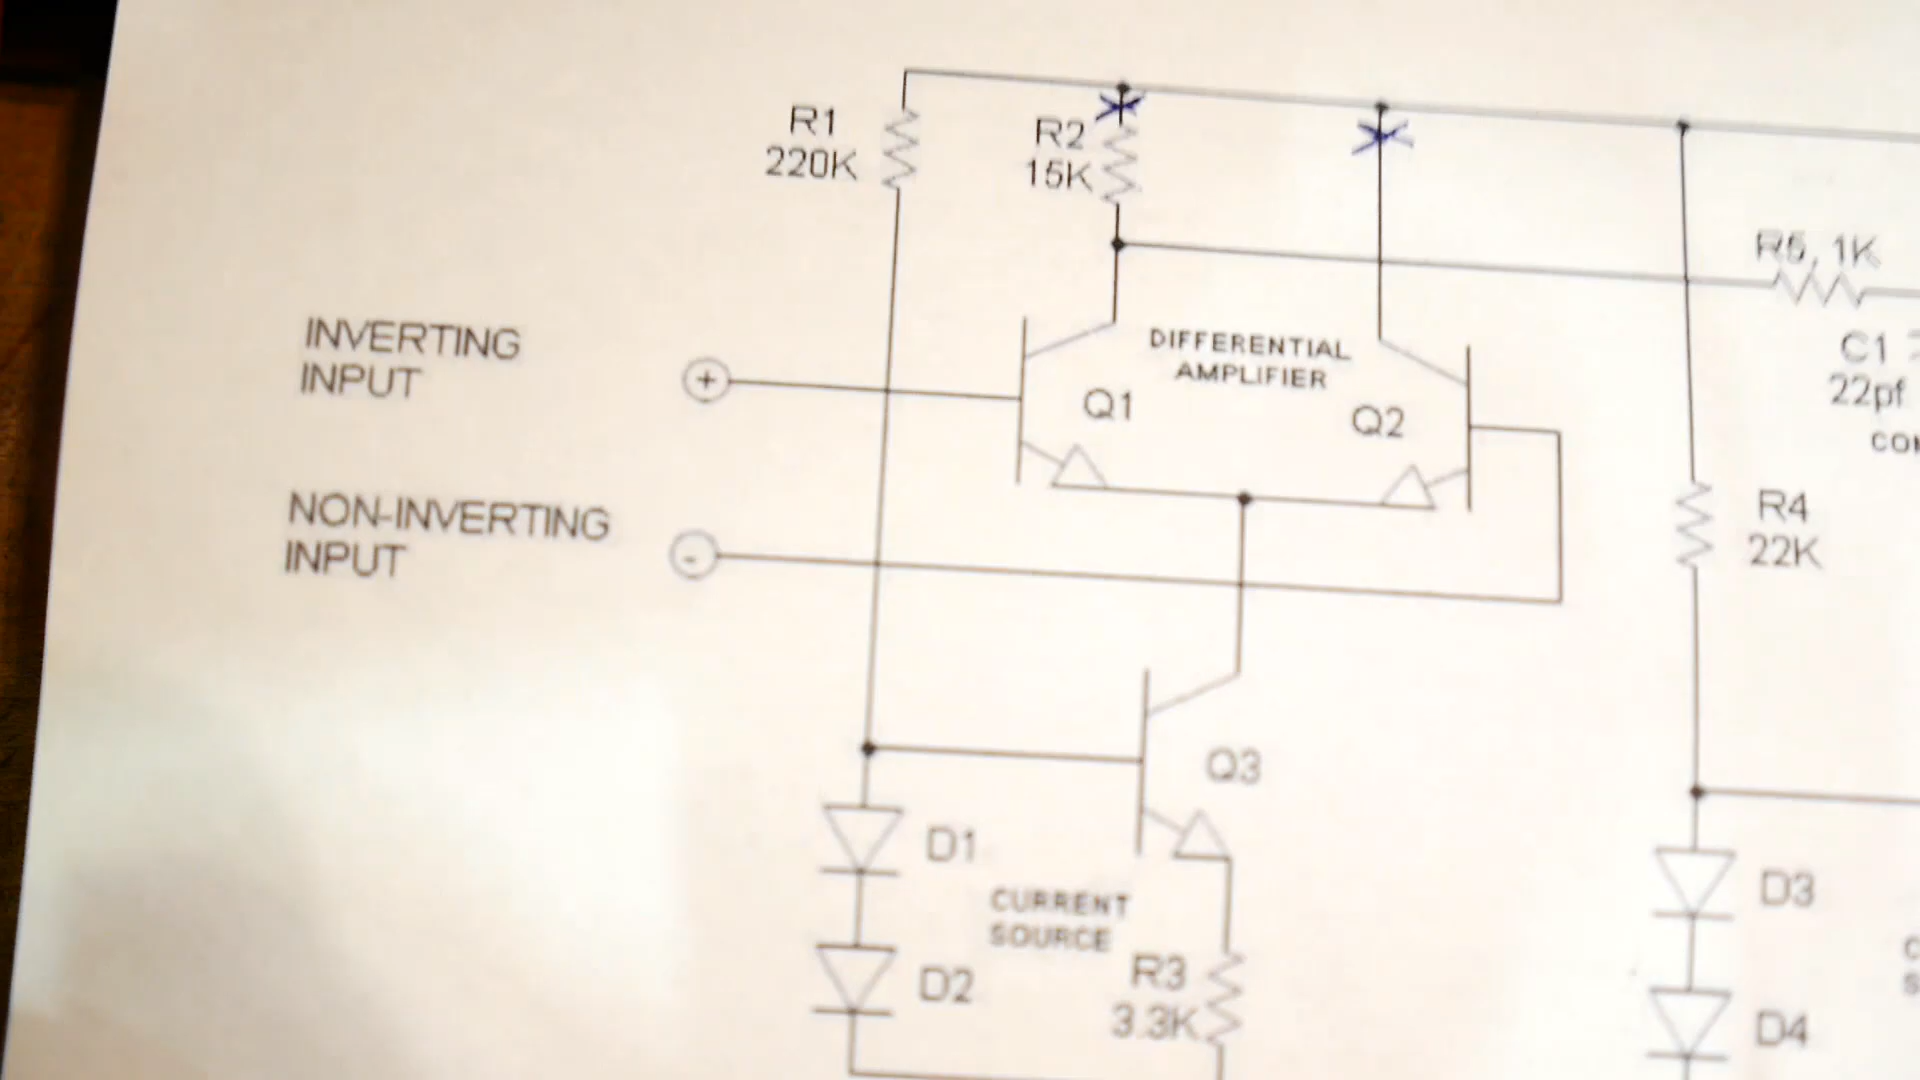 R1
220K
R2
15K
R5, 1K
C1
22pf
INVERTING
INPUT
+
DIFFERENTIAL
AMPLIFIER
Q1
Q2
NON-INVERTING
INPUT
-
R4
22K
Q3
D1
D3
CURRENT
SOURCE
D2
R3
3.3K
D4